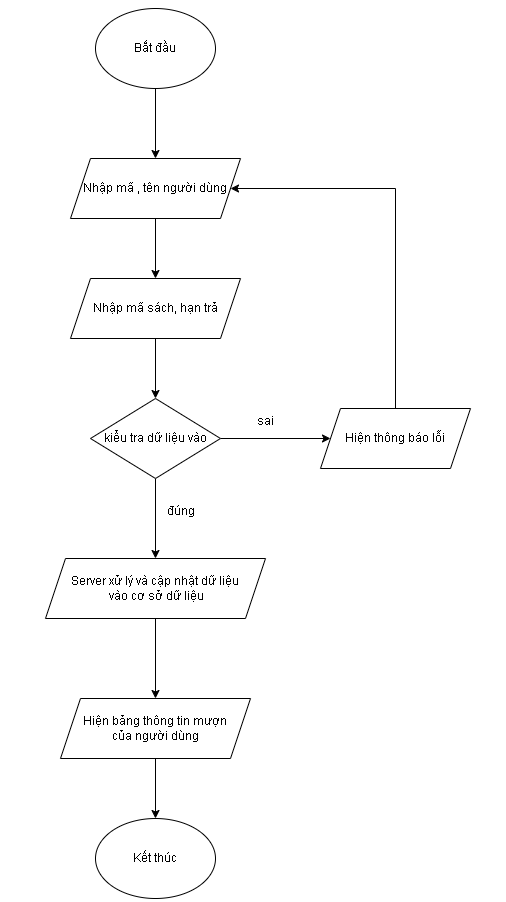 Bắt đầu
Nhập mã , tên người dùng
Nhập mã sách, hạn trả
kiểu tra dữ liệu vào
sai
Hiện thông báo lỗi
đúng
Server xử lý và cập nhật dữ liệu
vào cơ sở dữ liệu
Hiện bảng thông tin mượn
của người dùng
Kết thúc